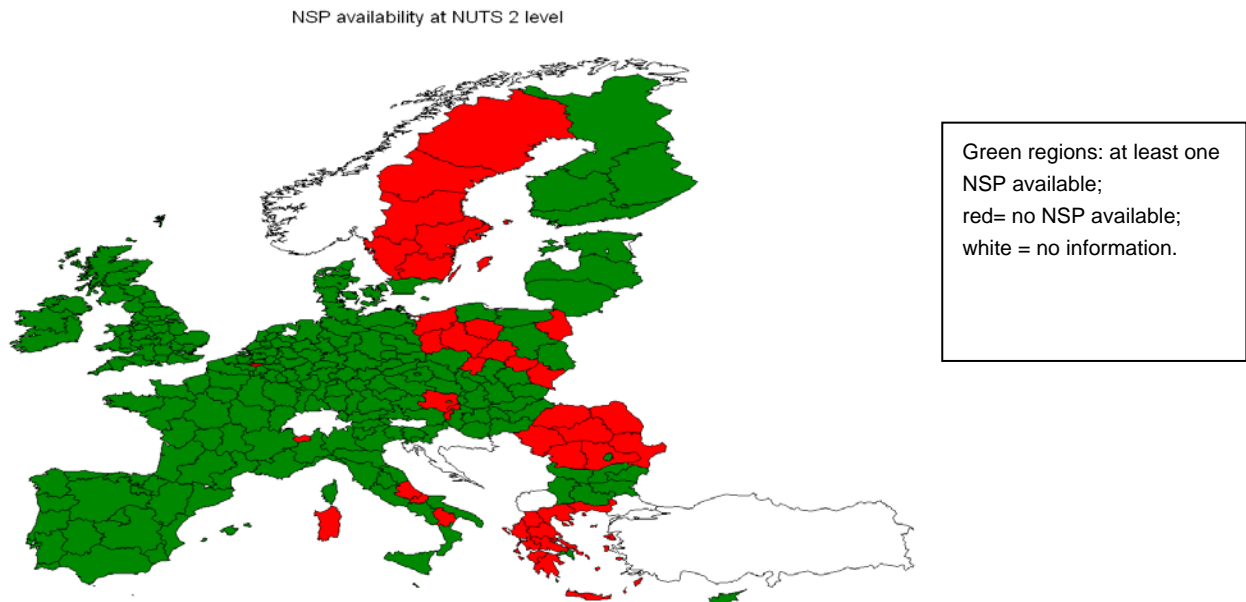 NSP availability at NUTS 2 level
Green regions: at least one
NSP available;
red= no NSP available;
white = no information.